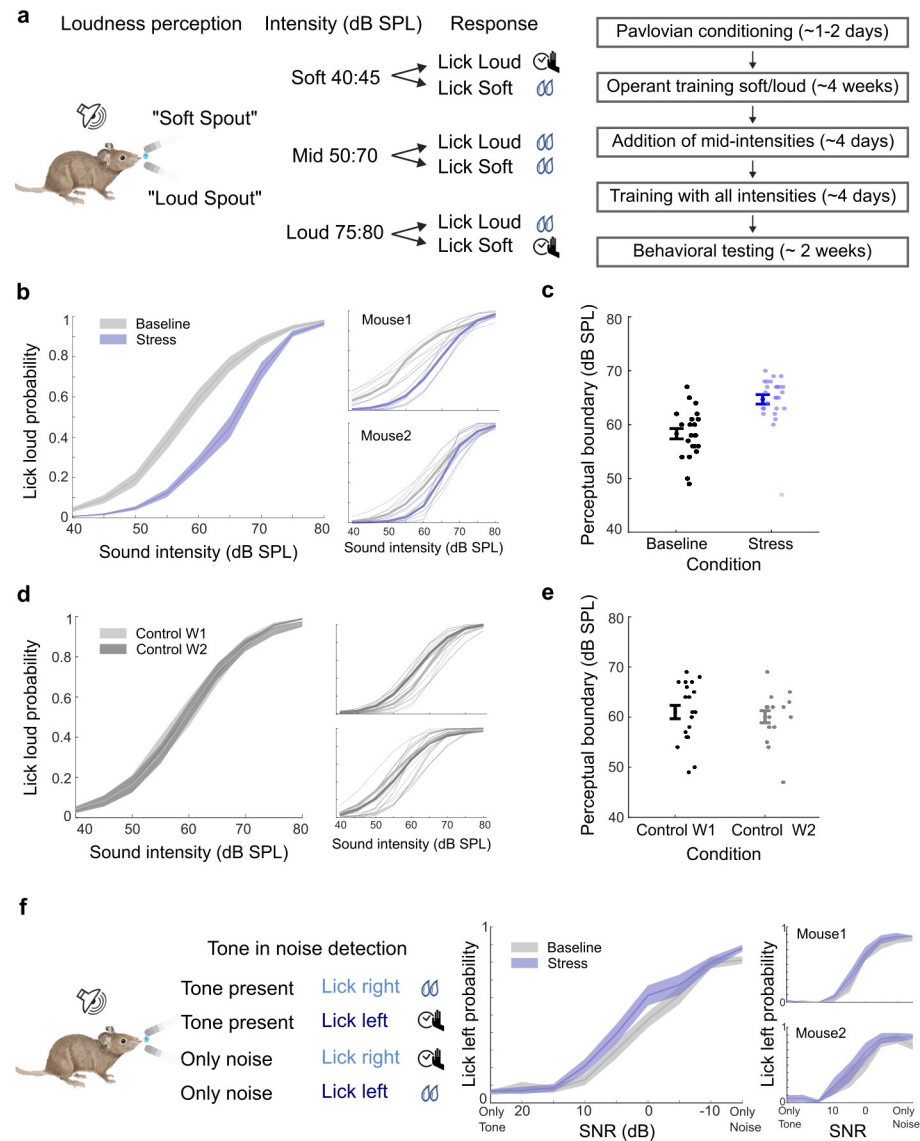 a
Loudness perception
Intensity (dB SPL)
Response
"Soft Spout"
"Loud Spout"
Soft 40:45
Lick Loud
Lick Soft
Mid 50:70
Lick Loud
Lick Soft
Loud 75:80
Lick Loud
Lick Soft
Pavlovian conditioning (~1-2 days)
Operant training soft/loud (~4 weeks)
Addition of mid-intensities (~4 days)
Training with all intensities (~4 days)
Behavioral testing (~ 2 weeks)
b
Lick loud probability
1
0.8
0.6
0.4
0.2
0
Baseline
Stress
40 50 60 70 80
Sound intensity (dB SPL)
Mouse1
Mouse2
40 50 60 70 80
Sound intensity (dB SPL)
c
Perceptual boundary (dB SPL)
80
70
60
50
40
Baseline Stress
Condition
d
Lick loud probability
1
0.8
0.6
0.4
0.2
0
Control W1
Control W2
40 50 60 70 80
Sound intensity (dB SPL)
40 50 60 70 80
Sound intensity (dB SPL)
e
Perceptual boundary (dB SPL)
80
70
60
50
40
Control W1 Control W2
Condition
f
Tone in noise detection
Tone present Lick right
Tone present Lick left
Only noise Lick right
Only noise Lick left
Lick left probability
1
0
Baseline
Stress
Only Tone 20 10 0 -10 Only Noise
SNR (dB)
Lick left probability
1
Mouse1
0
1
Mouse2
0
Only Tone 10 0 Only Noise
SNR